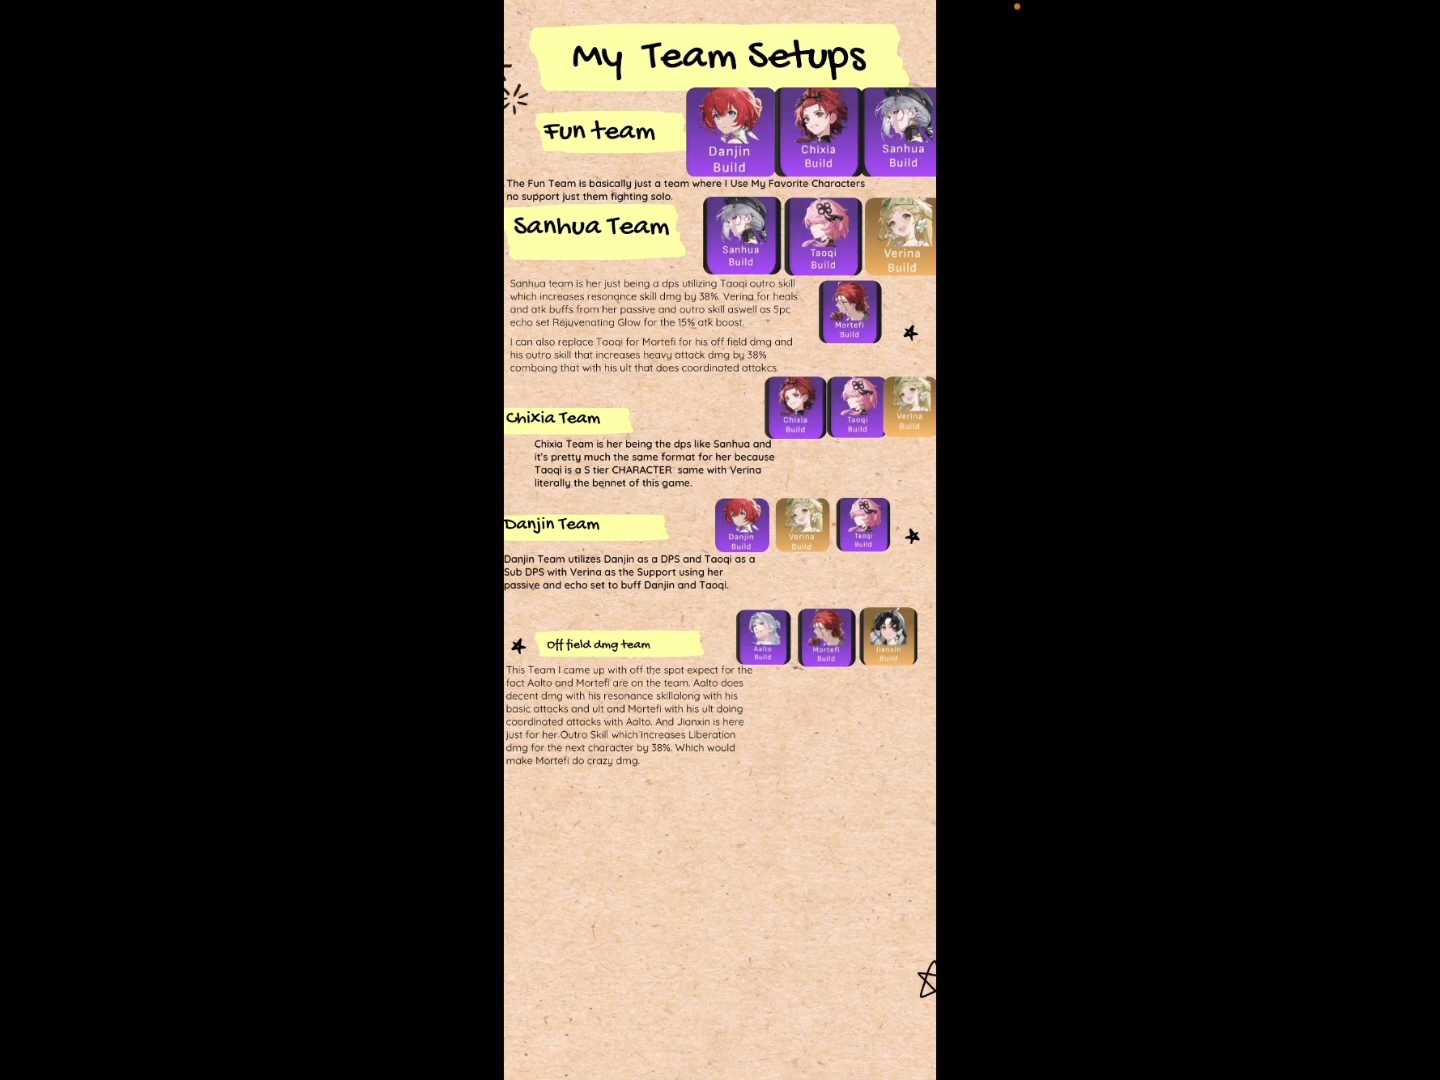 My Team Setups
Fun team
Danjin
Build
Chixia
Build
Sanhua
Build
The Fun Team is basically just a team where I Use My Favorite Characters
no support just them fighting solo.
Sanhua Team
Sanhua
Build
Taoqi
Build
Verina
Build
Sanhua team is her just being a dps utilizing Taoqi outro skill
which increases resonance skill dmg by 38%. Verina for heals
and atk buffs from her passive and outro skill aswell as 5pc
echo set Rejuvenating Glow for the 15% atk boost.
Mortefi
Build
I can also replace Taoqi for Mortefi for his off field dmg and
his outro skill that increases heavy attack dmg by 38%
comboing that with his ult that does coordinated attakcs
Chixia Team
Chixia
Build
Taoqi
Build
Verina
Build
Chixia Team is her being the dps like Sanhua and
it's pretty much the same format for her because
Taoqi is a S tier CHARACTER same with Verina
literally the bennet of this game.
Danjin Team
Danjin
Build
Verina
Build
Taoqi
Build
Danjin Team utilizes Danjin as a DPS and Taoqi as a
Sub DPS with Verina as the Support using her
passive and echo set to buff Danjin and Taoqi.
Off field dmg team
Aalto
Build
Mortefi
Build
Jianxin
Build
This Team I came up with off the spot expect for the
fact Aalto and Mortefi are on the team. Aalto does
decent dmg with his resonance skillalong with his
basic attacks and ult and Mortefi with his ult doing
coordinated attacks with Aalto. And Jianxin is here
just for her Outro Skill which increases Liberation
dmg for the next character by 38%. Which would
make Mortefi do crazy dmg.